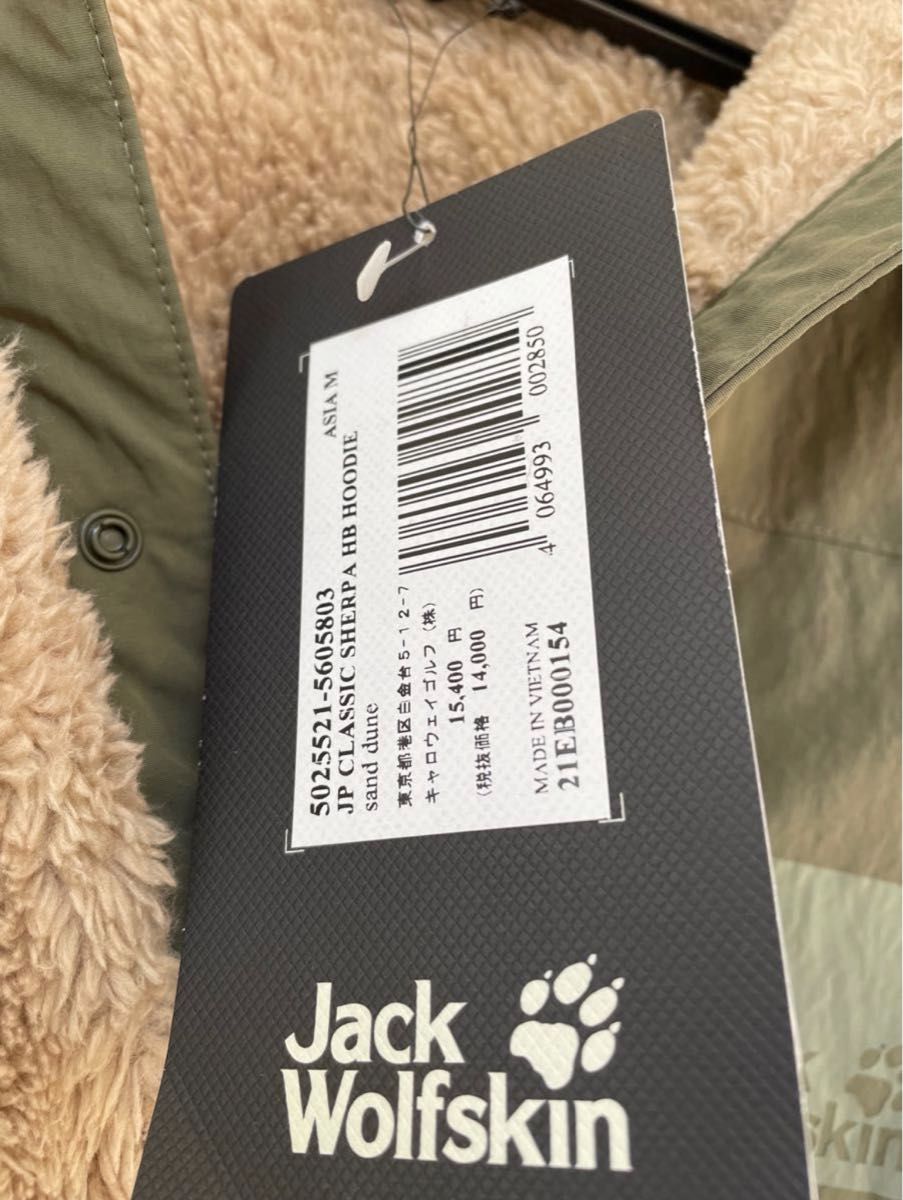 ASIA M
5025521-5605803
JP CLASSIC SHERPA HB HOODIE
sand dune
東京都港区白金台5-12-7
キャロウェイゴルフ (株)
15,400 円
(税抜価格 14,000 円)
4 064993 002850
MADE IN VIETNAM
21EB000154
Jack
Wolfskin
k
skin